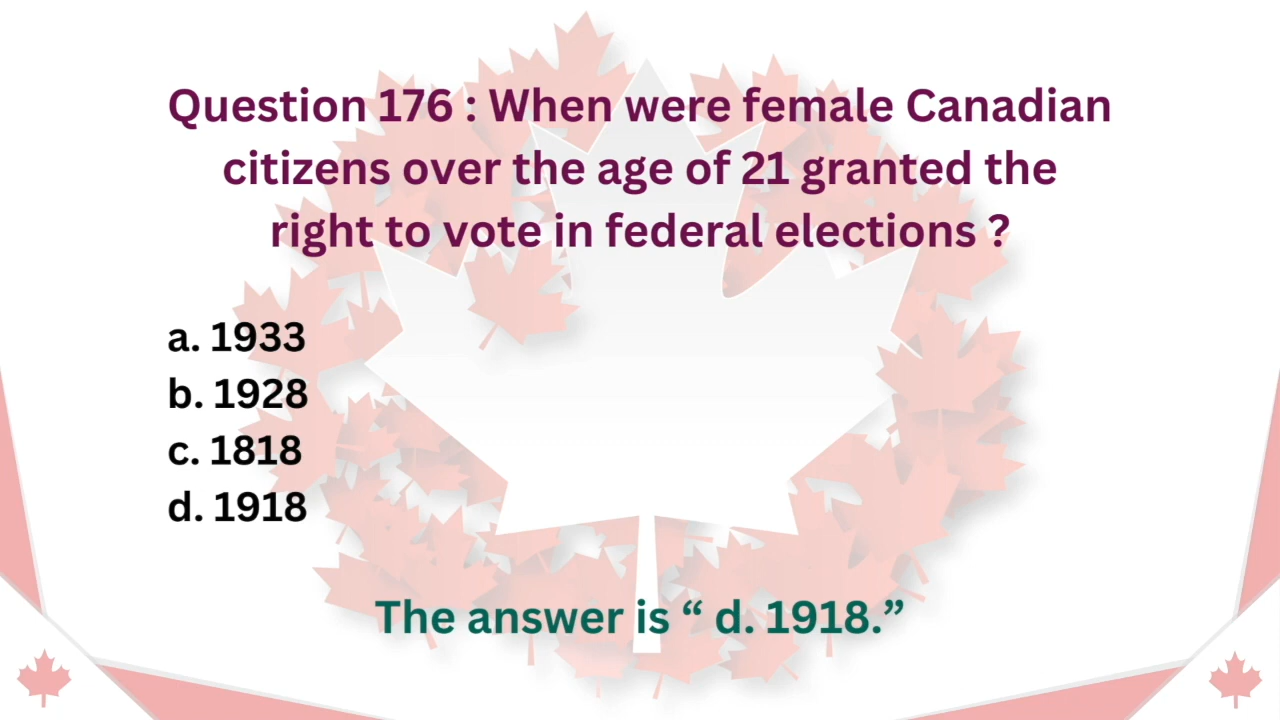 Question 176 : When were female Canadian
citizens over the age of 21 granted the
right to vote in federal elections ?
a. 1933
b. 1928
c. 1818
d. 1918
The answer is “ d. 1918.”